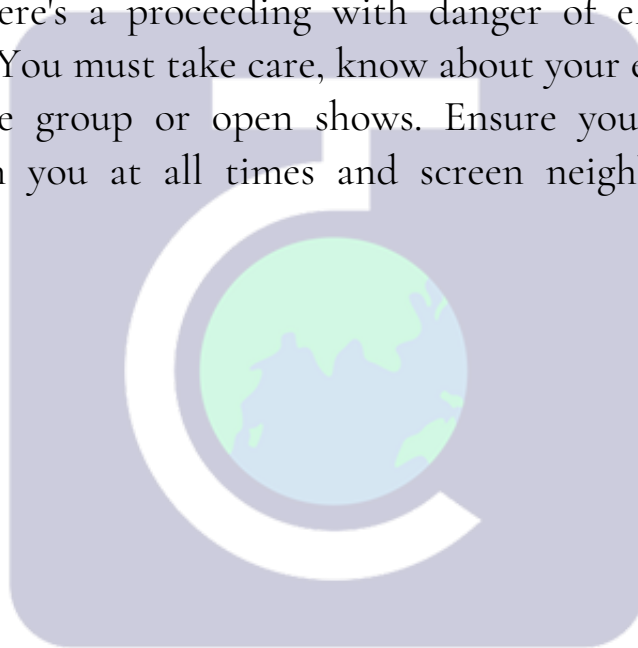 ere's a proceeding with danger of e
You must take care, know about your e
e group or open shows. Ensure you
n you at all times and screen neigh